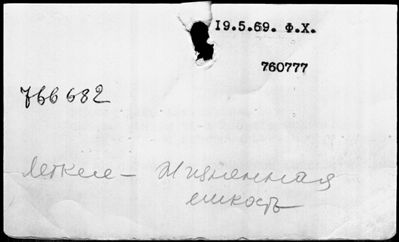 19.5.69. Ф.Х.
760777
766682
Легкие – Жизненная
емкость